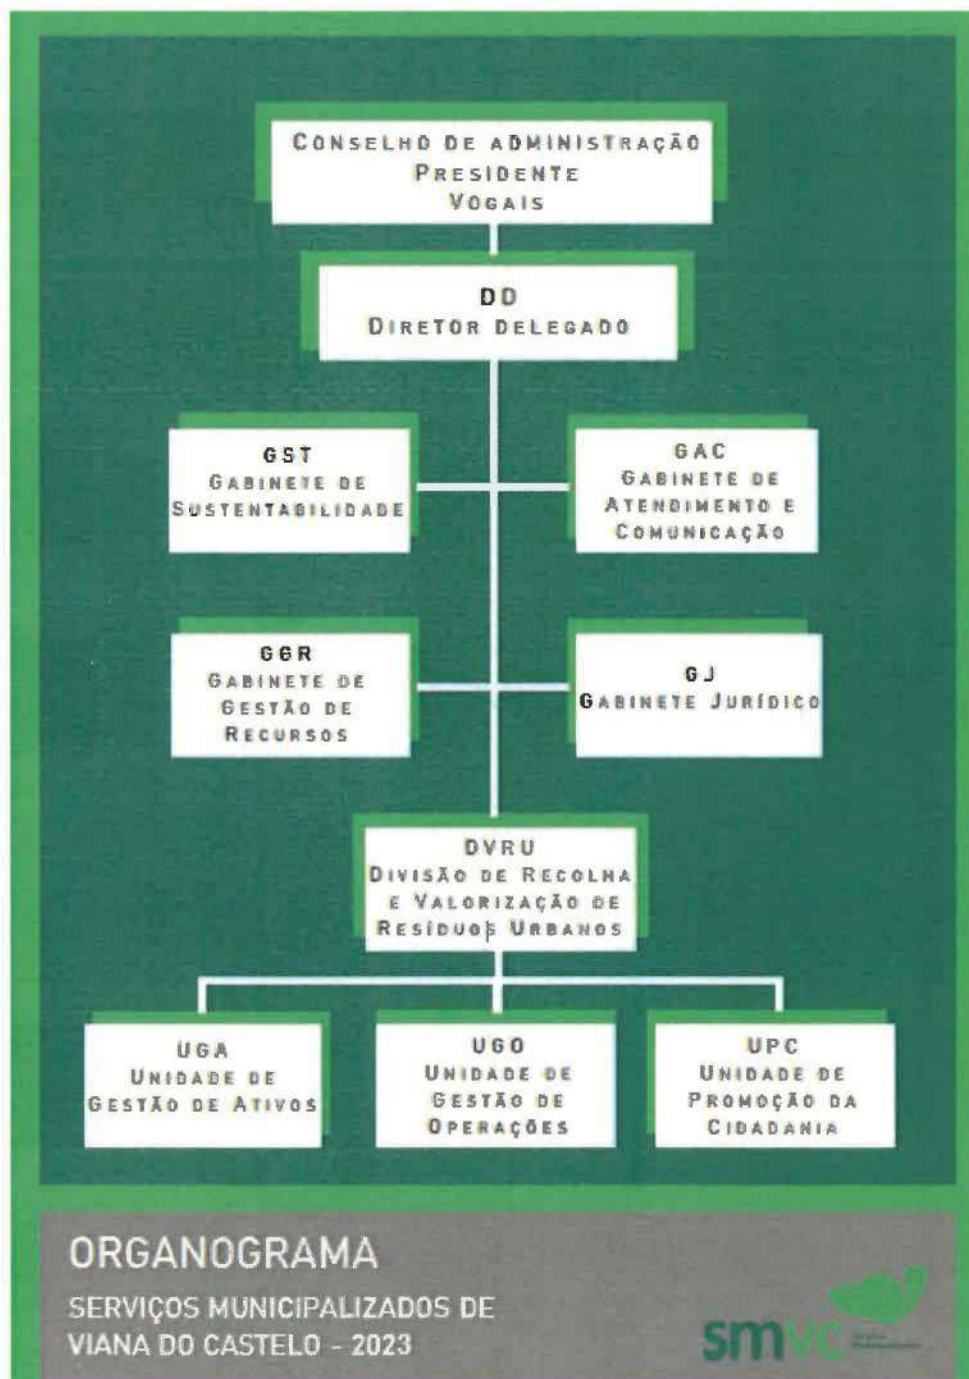 CONSELHO DE ADMINISTRAÇÃO
PRESIDENTE
VOGAIS
DD
DIRETOR DELEGADO
GST
GABINETE DE
SUSTENTABILIDADE
GAC
GABINETE DE
ATENDIMENTO E
COMUNICAÇÃO
GGR
GABINETE DE
GESTÃO DE
RECURSOS
GJ
GABINETE JURÍDICO
DVRU
DIVISÃO DE RECOLHA
E VALORIZAÇÃO DE
RESÍDUOS URBANOS
UGA
UNIDADE DE
GESTÃO DE ATIVOS
UGO
UNIDADE DE
GESTÃO DE
OPERAÇÕES
UPC
UNIDADE DE
PROMOÇÃO DA
CIDADANIA
ORGANOGRAMA
SERVIÇOS MUNICIPALIZADOS DE
VIANA DO CASTELO - 2023
smvc